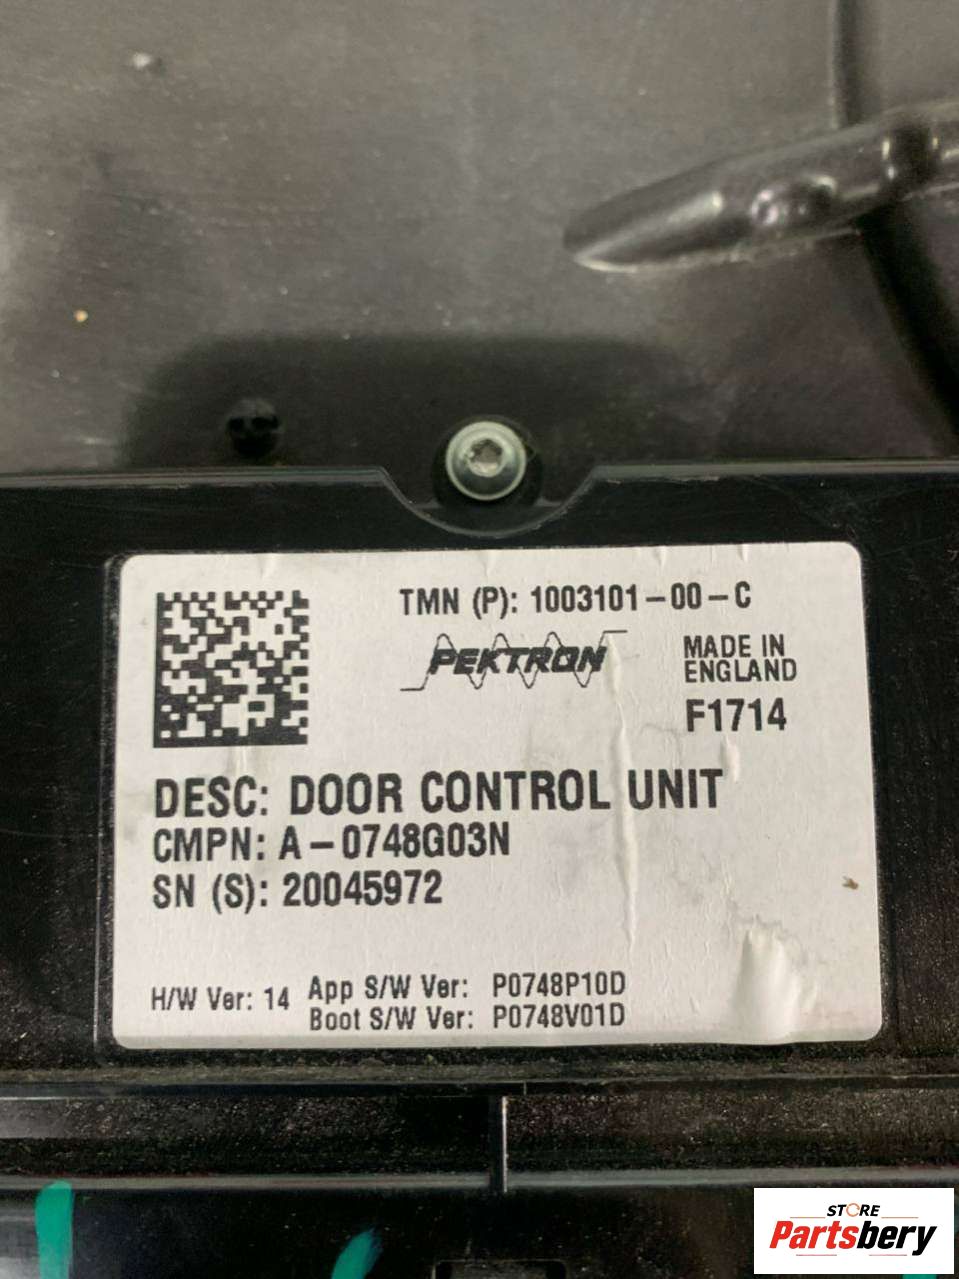 TMN (P): 1003101-00-C
PEKTRON
MADE IN
ENGLAND
F1714
DESC: DOOR CONTROL UNIT
CMPN: A-0748G03N
SN (S): 20045972
H/W Ver: 14
App S/W Ver: P0748P10D
Boot S/W Ver: P0748V01D
STORE
Partsbery